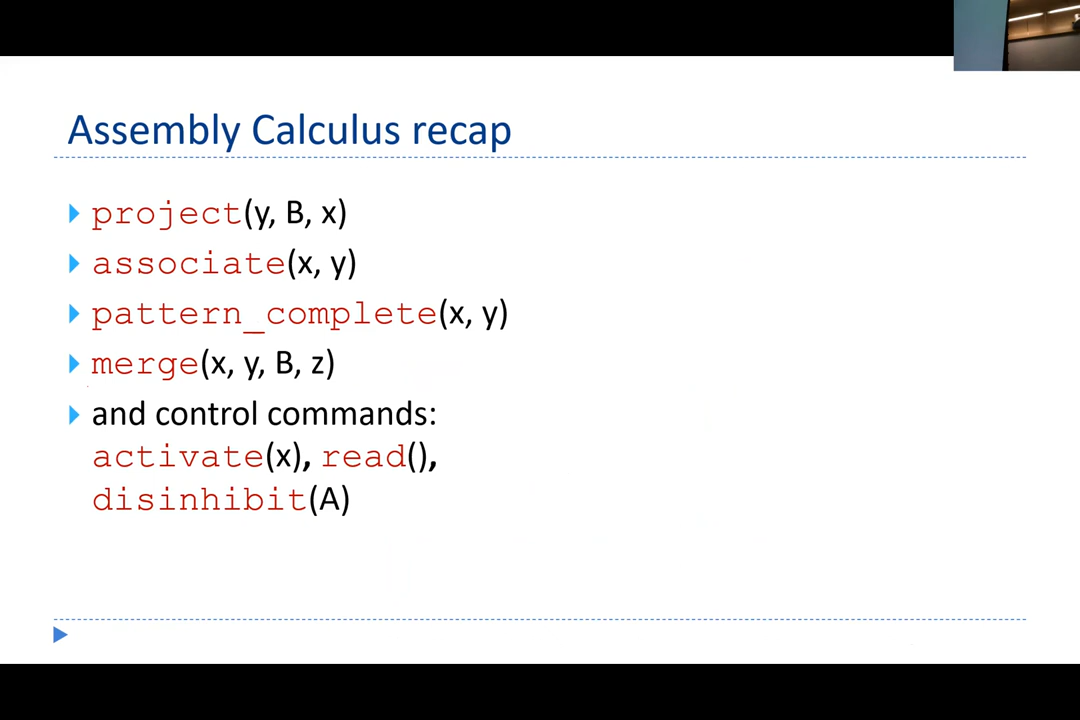 Assembly Calculus recap
project(y, B, x)
associate(x, y)
pattern_complete(x, y)
merge(x, y, B, z)
and control commands:
activate(x), read(),
disinhibit(A)